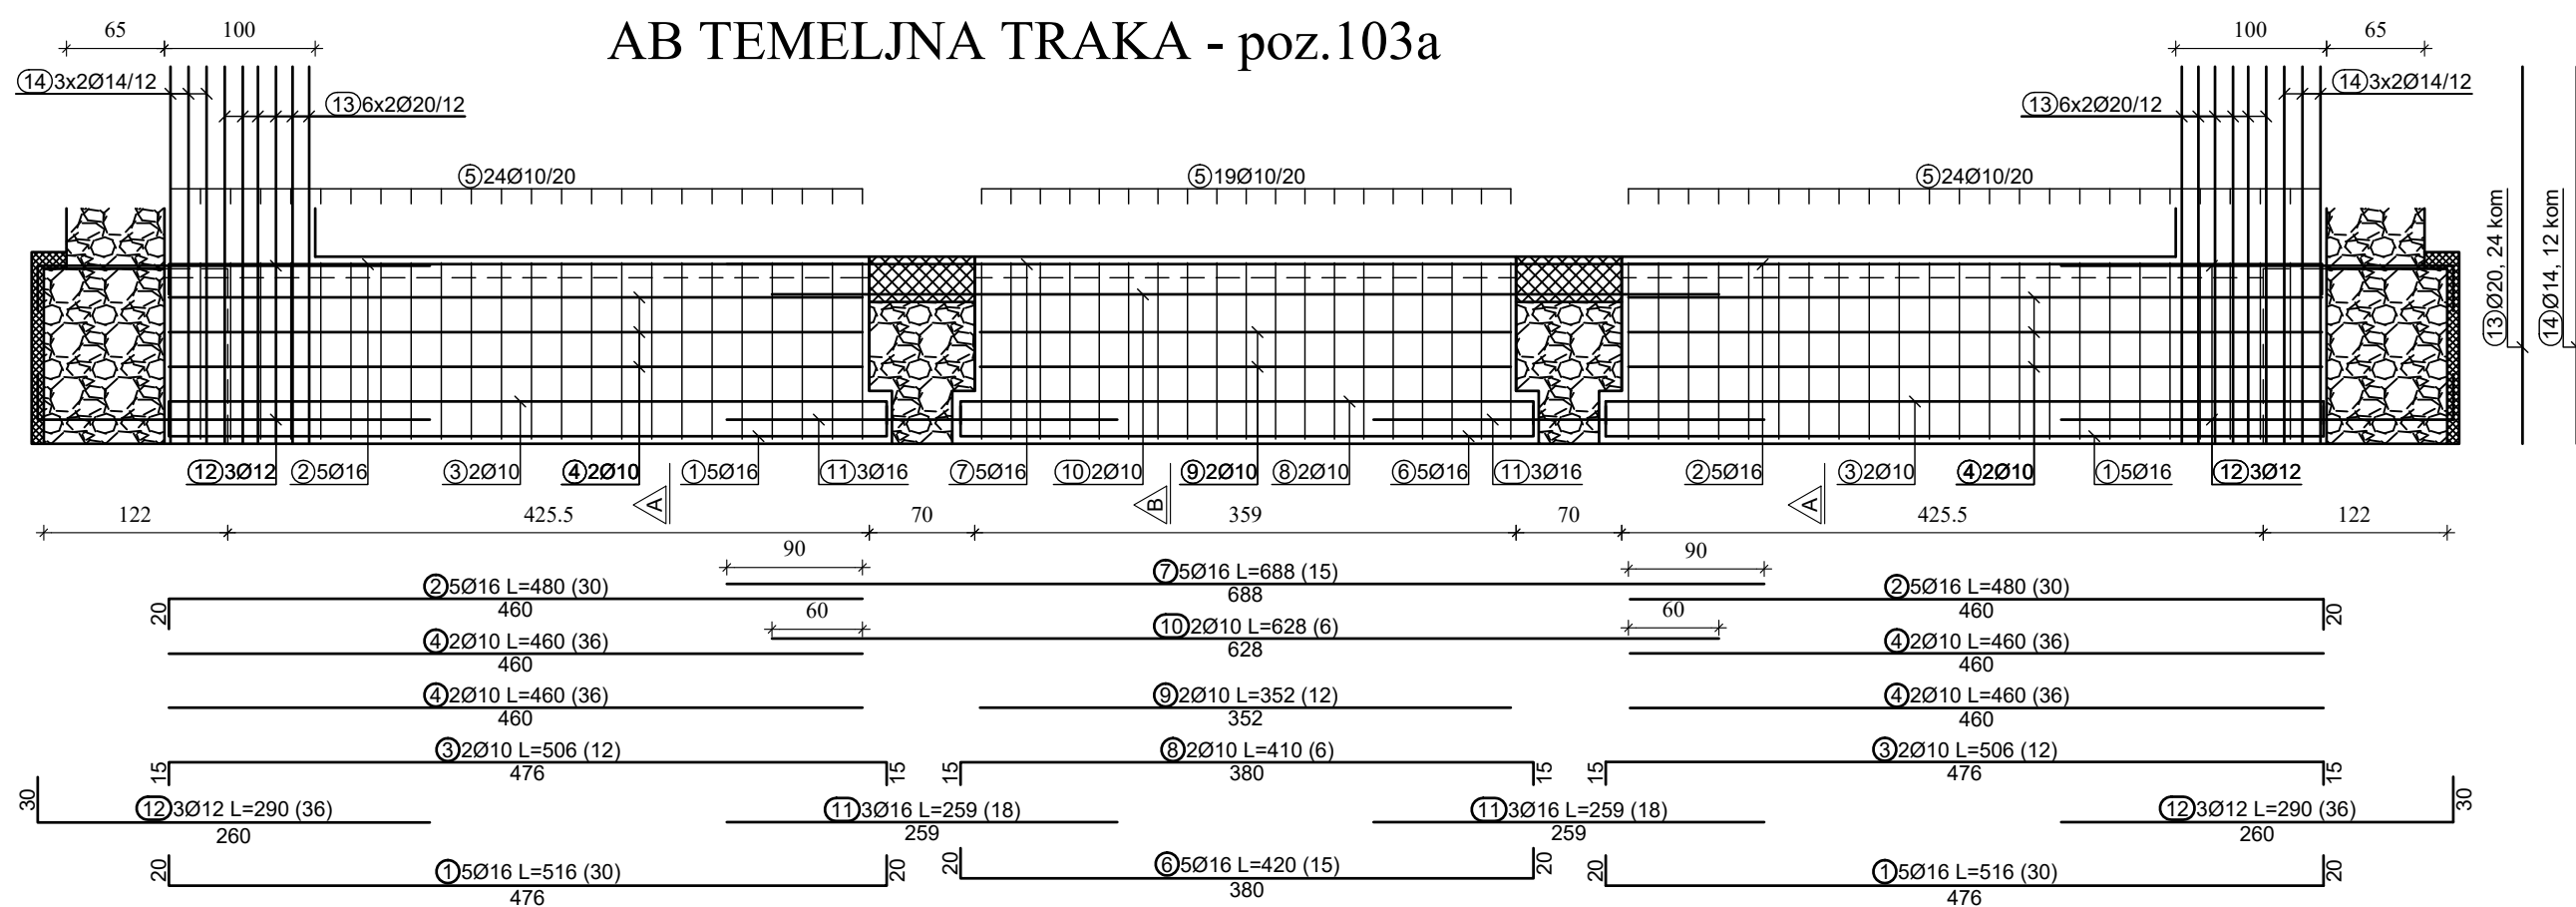 AB TEMELJNA TRAKA - poz.103a
65
100
100
65
14 3x2Ø14/12
13 6x2Ø20/12
13 6x2Ø20/12
14 3x2Ø14/12
5 24Ø10/20
5 19Ø10/20
5 24Ø10/20
13 Ø20, 24 kom
14 Ø14, 12 kom
12 3Ø12
2 5Ø16
3 2Ø10
4 2Ø10
1 5Ø16
11 3Ø16
7 5Ø16
10 2Ø10
9 2Ø10
8 2Ø10
6 5Ø16
11 3Ø16
2 5Ø16
3 2Ø10
4 2Ø10
1 5Ø16
12 3Ø12
A
B
A
122
425.5
70
359
70
425.5
122
90
90
7 5Ø16 L=688 (15)
688
2 5Ø16 L=480 (30)
460
20
2 5Ø16 L=480 (30)
460
20
60
60
10 2Ø10 L=628 (6)
628
4 2Ø10 L=460 (36)
460
4 2Ø10 L=460 (36)
460
4 2Ø10 L=460 (36)
460
9 2Ø10 L=352 (12)
352
4 2Ø10 L=460 (36)
460
3 2Ø10 L=506 (12)
15
476
15
8 2Ø10 L=410 (6)
15
380
15
3 2Ø10 L=506 (12)
15
476
15
30
12 3Ø12 L=290 (36)
260
11 3Ø16 L=259 (18)
259
11 3Ø16 L=259 (18)
259
12 3Ø12 L=290 (36)
260
30
20
1 5Ø16 L=516 (30)
476
20
20
6 5Ø16 L=420 (15)
380
20
20
1 5Ø16 L=516 (30)
476
20